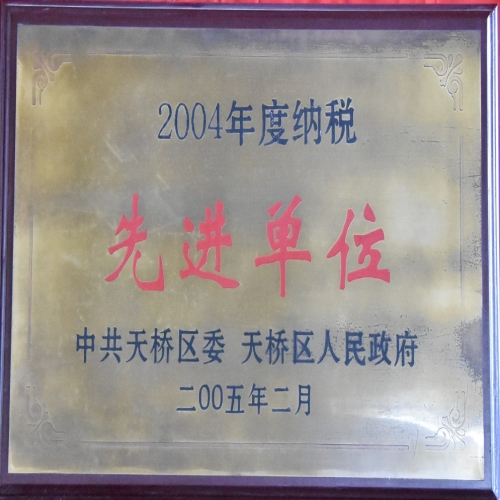 2004年度纳税
先进单位
中共天桥区委 天桥区人民政府
二00五年二月